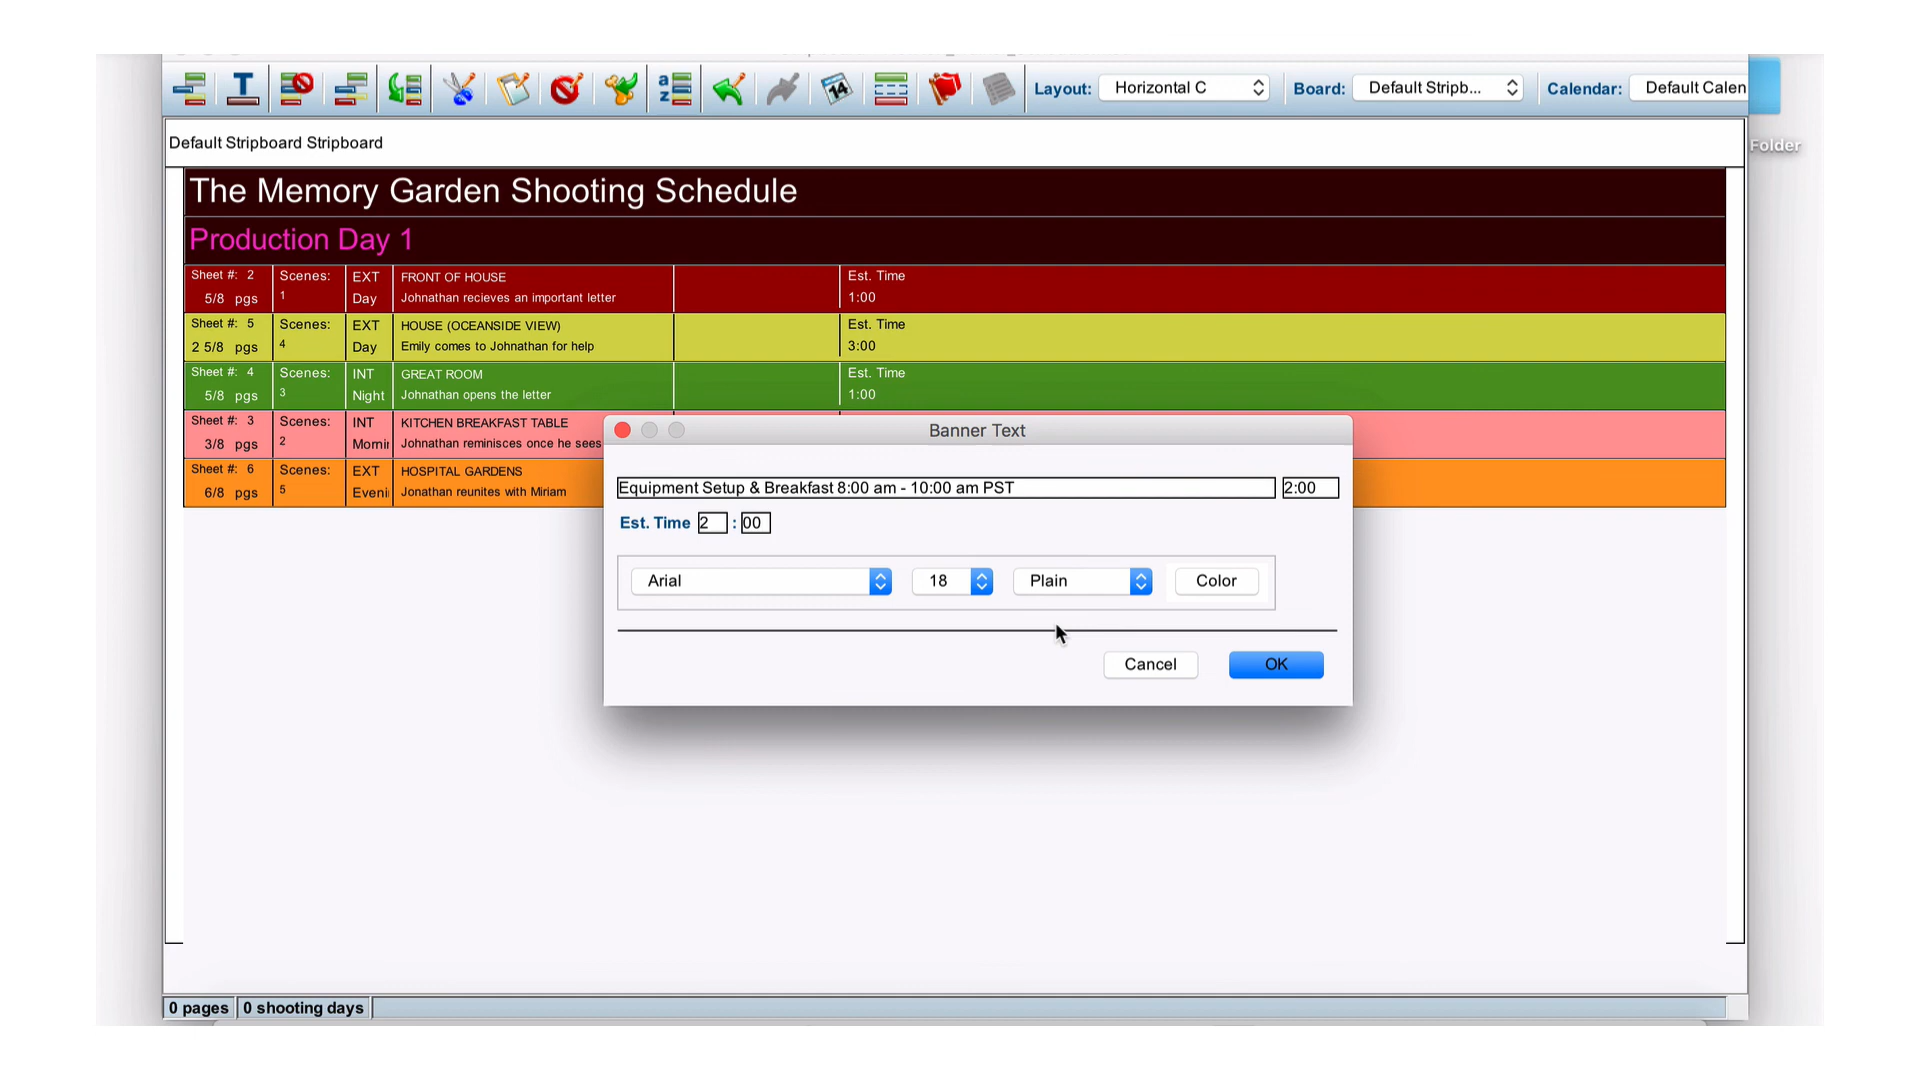 Layout: Horizontal C Board: Default Stripb... Calendar: Default Calen
14
a
z
Folder
Default Stripboard Stripboard
The Memory Garden Shooting Schedule
Production Day 1
Sheet #: 2 Scenes: EXT FRONT OF HOUSE Est. Time
5/8 pgs 1 Day Johnathan recieves an important letter 1:00
Sheet #: 5 Scenes: EXT HOUSE (OCEANSIDE VIEW) Est. Time
2 5/8 pgs 4 Day Emily comes to Johnathan for help 3:00
Sheet #: 4 Scenes: INT GREAT ROOM Est. Time
5/8 pgs 3 Night Johnathan opens the letter 1:00
Sheet #: 3 Scenes: INT KITCHEN BREAKFAST TABLE
3/8 pgs 2 Mornin Johnathan reminisces once he sees
Sheet #: 6 Scenes: EXT HOSPITAL GARDENS
6/8 pgs 5 Eveni Jonathan reunites with Miriam
Banner Text
Equipment Setup & Breakfast 8:00 am - 10:00 am PST 2:00
Est. Time 2 : 00
Arial 18 Plain Color
Cancel OK
0 pages 0 shooting days